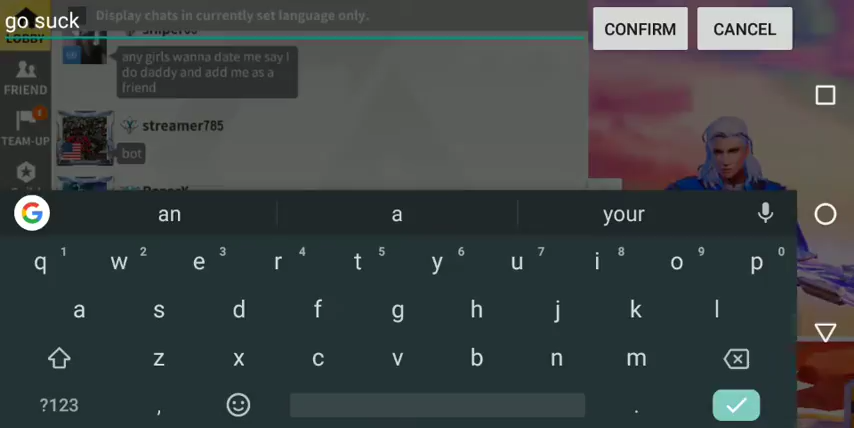 go suck
Display chats in currently set language only.
CONFIRM
CANCEL
LOBBY
any girls wanna date me say I
do daddy and add me as a
friend
FRIEND
streamer785
TEAM-UP
bot
G
an
a
your
q 1 w 2 e 3 r 4 t 5 y 6 u 7 i 8 o 9 p 0
a s d f g h j k l
z x c v b n m
?123 , .